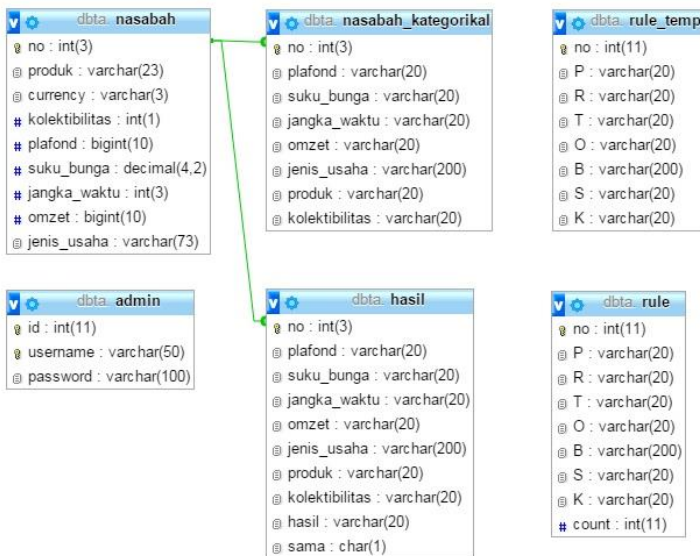 dbta. nasabah
no : int(3)
produk : varchar(23)
currency : varchar(3)
# kolektibilitas : int(1)
# plafond : bigint(10)
# suku_bunga : decimal(4,2)
# jangka_waktu : int(3)
# omzet : bigint(10)
jenis_usaha : varchar(73)
dbta. nasabah_kategorikal
no : int(3)
plafond : varchar(20)
suku_bunga : varchar(20)
jangka_waktu : varchar(20)
omzet : varchar(20)
jenis_usaha : varchar(200)
produk : varchar(20)
kolektibilitas : varchar(20)
dbta. rule_temp
no : int(11)
P : varchar(20)
R : varchar(20)
T : varchar(20)
O : varchar(20)
B : varchar(200)
S : varchar(20)
K : varchar(20)
dbta. admin
id : int(11)
username : varchar(50)
password : varchar(100)
dbta. hasil
no : int(3)
plafond : varchar(20)
suku_bunga : varchar(20)
jangka_waktu : varchar(20)
omzet : varchar(20)
jenis_usaha : varchar(200)
produk : varchar(20)
kolektibilitas : varchar(20)
hasil : varchar(20)
sama : char(1)
dbta. rule
no : int(11)
P : varchar(20)
R : varchar(20)
T : varchar(20)
O : varchar(20)
B : varchar(200)
S : varchar(20)
K : varchar(20)
# count : int(11)